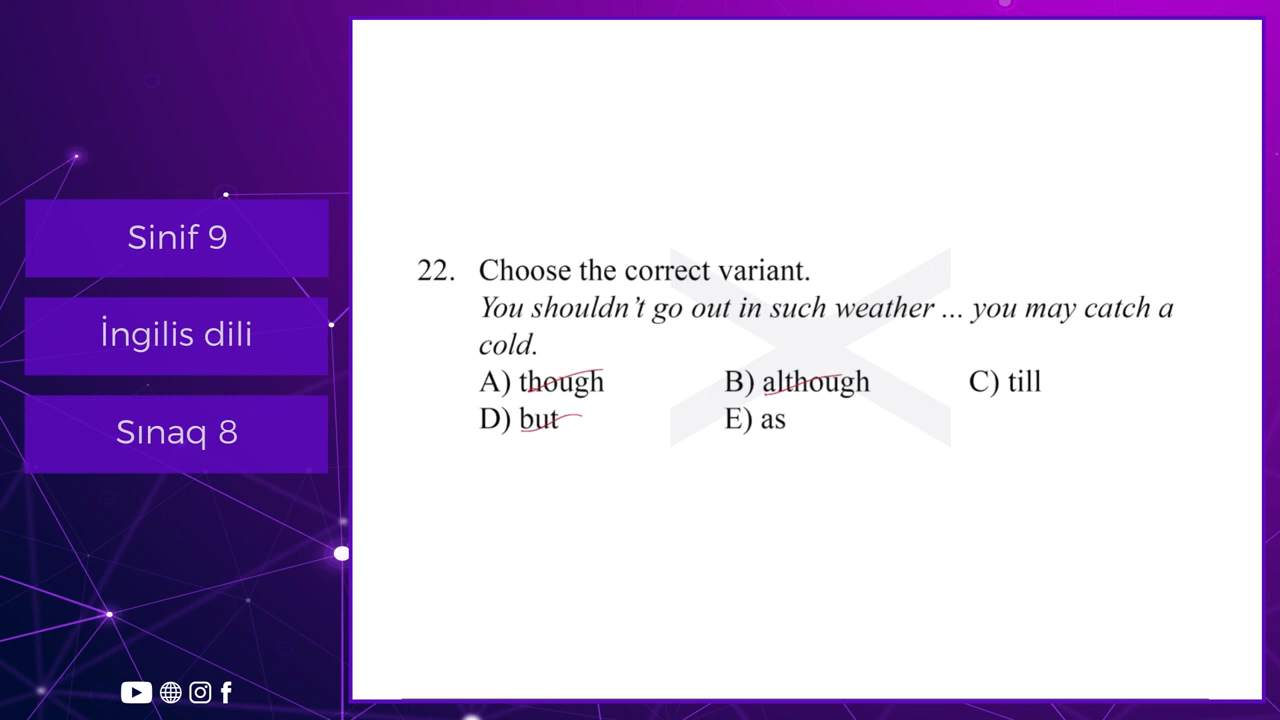 Sinif 9
İngilis dili
Sınaq 8
22. Choose the correct variant.
You shouldn't go out in such weather ... you may catch a
cold.
A) though B) although C) till
D) but E) as